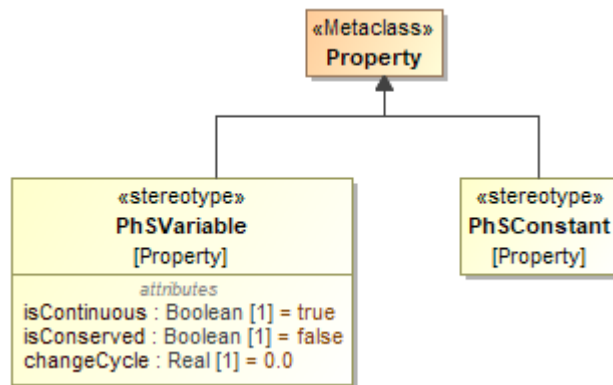 «Metaclass»
Property
«stereotype»
PhSVariable
[Property]
attributes
isContinuous : Boolean [1] = true
isConserved : Boolean [1] = false
changeCycle : Real [1] = 0.0
«stereotype»
PhSConstant
[Property]